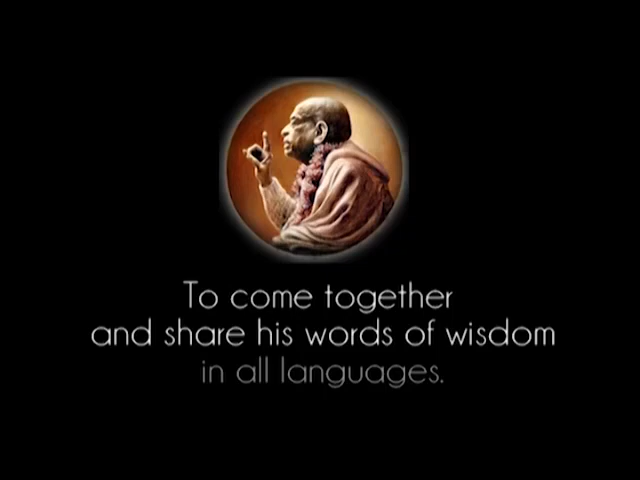 To come together
and share his words of wisdom
in all languages.